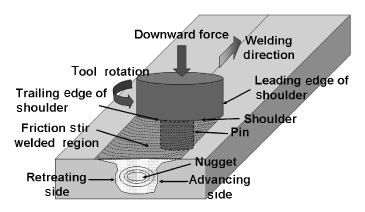 Downward force
Welding
direction
Tool rotation
Leading edge of
shoulder
Trailing edge of
shoulder
Shoulder
Pin
Friction stir
welded region
Nugget
Retreating
side
Advancing
side